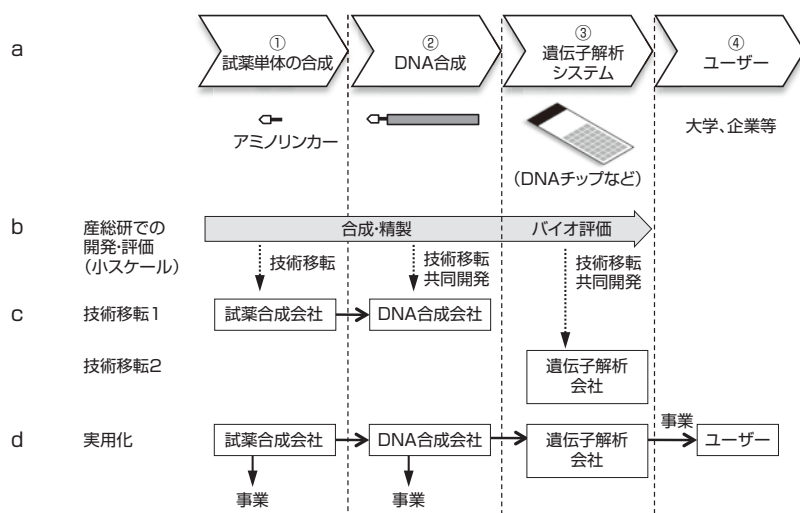 a
①
試薬単体の合成
②
DNA合成
③
遺伝子解析
システム
④
ユーザー
アミノリンカー
(DNAチップなど)
大学、企業等
b
産総研での
開発・評価
(小スケール)
合成・精製
バイオ評価
技術移転
技術移転
共同開発
技術移転
共同開発
c
技術移転1
試薬合成会社
DNA合成会社
技術移転2
遺伝子解析
会社
d
実用化
試薬合成会社
DNA合成会社
遺伝子解析
会社
事業
ユーザー
事業
事業